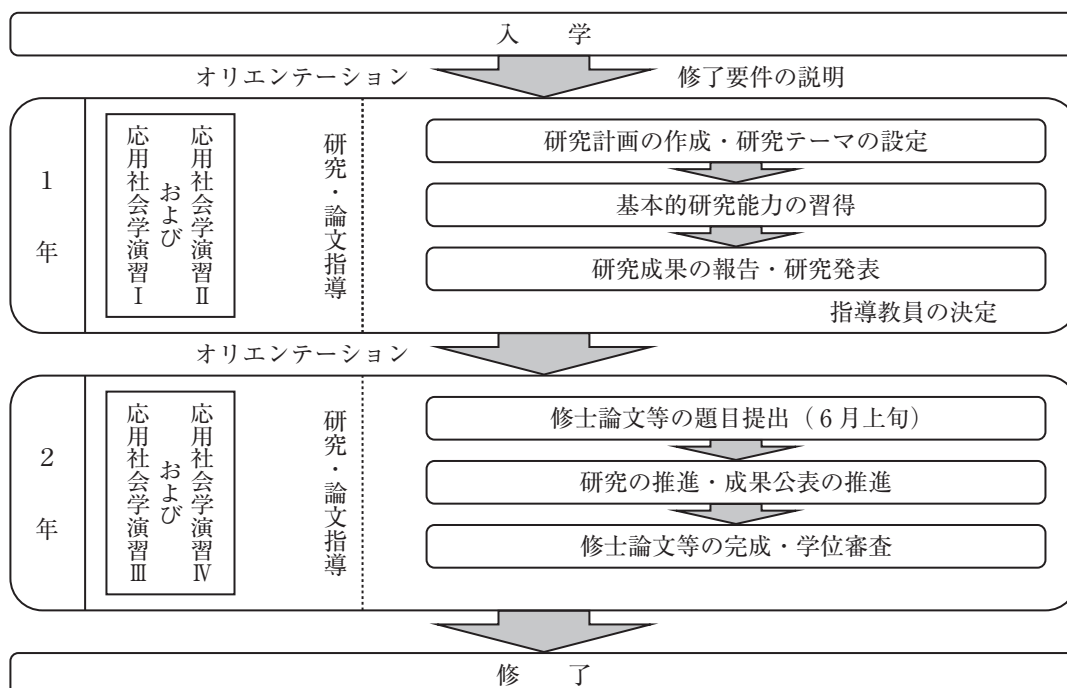 入　学
オリエンテーション
修了要件の説明
1年
応用社会学演習Ⅱ
および
応用社会学演習Ⅰ
研究・論文指導
研究計画の作成・研究テーマの設定
基本的研究能力の習得
研究成果の報告・研究発表
指導教員の決定
オリエンテーション
2年
応用社会学演習Ⅳ
および
応用社会学演習Ⅲ
研究・論文指導
修士論文等の題目提出（6月上旬）
研究の推進・成果公表の推進
修士論文等の完成・学位審査
修　了